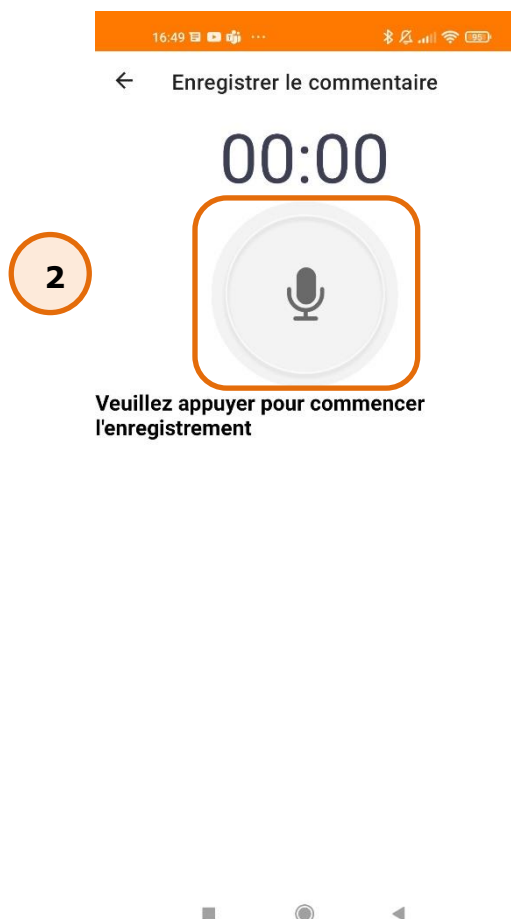 16:49 ...
95
Enregistrer le commentaire
00:00
2
Veuillez appuyer pour commencer
l'enregistrement